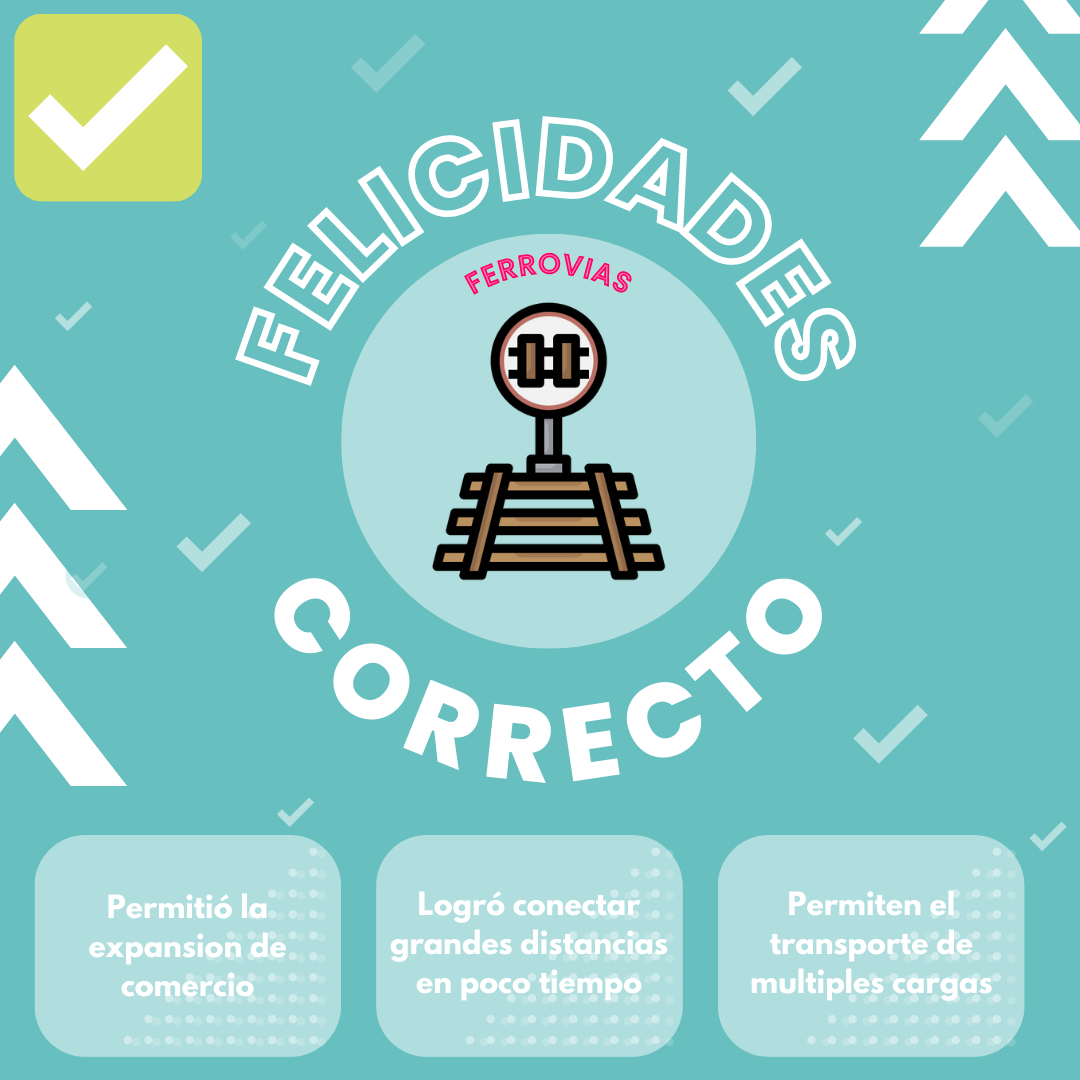 FELICIDADES
FERROVIAS
CORRECTO
Permitió la
expansion de
comercio
Logró conectar
grandes distancias
en poco tiempo
Permiten el
transporte de
multiples cargas